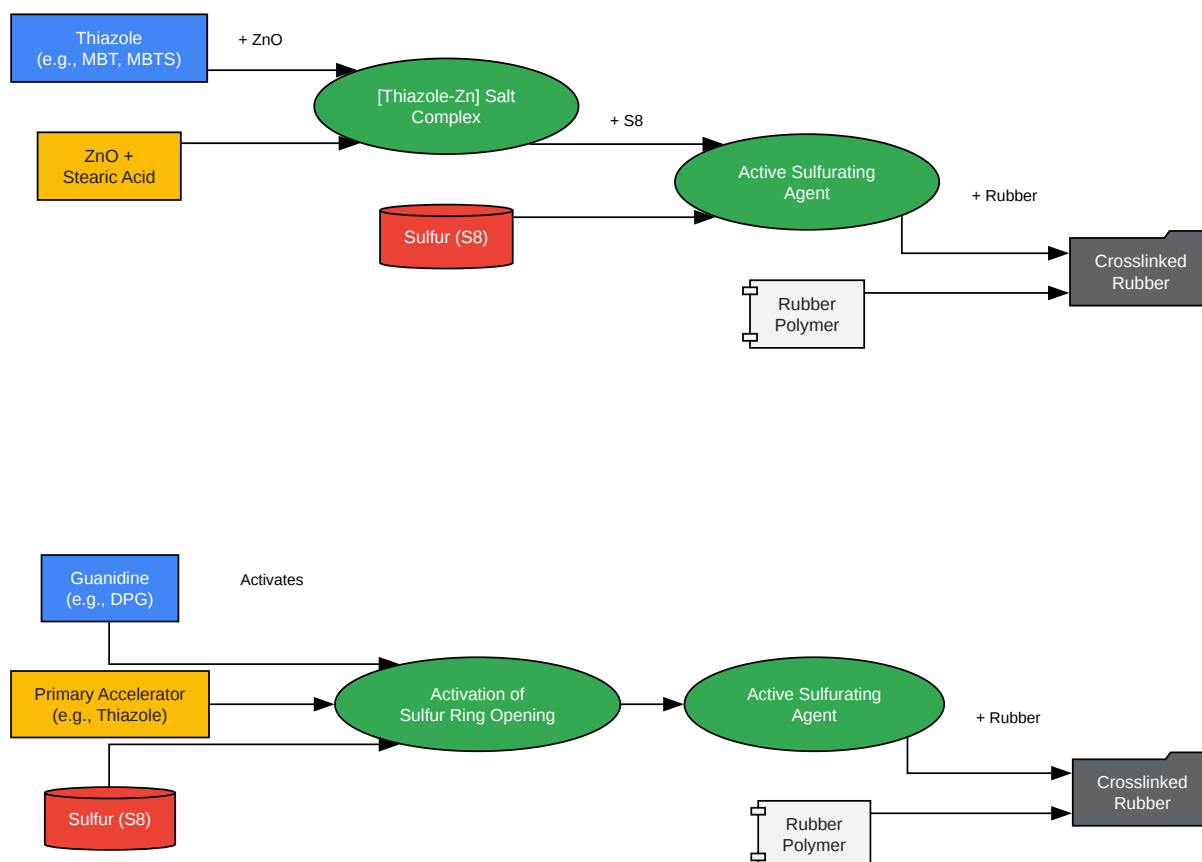 Thiazole
(e.g., MBT, MBTS)
+ ZnO
[Thiazole-Zn] Salt
Complex
ZnO +
Stearic Acid
+ S8
Active Sulfurating
Agent
Sulfur (S8)
+ Rubber
Crosslinked
Rubber
Rubber
Polymer
Guanidine
(e.g., DPG)
Activates
Primary Accelerator
(e.g., Thiazole)
Activation of
Sulfur Ring Opening
Active Sulfurating
Agent
+ Rubber
Sulfur (S8)
Crosslinked
Rubber
Rubber
Polymer